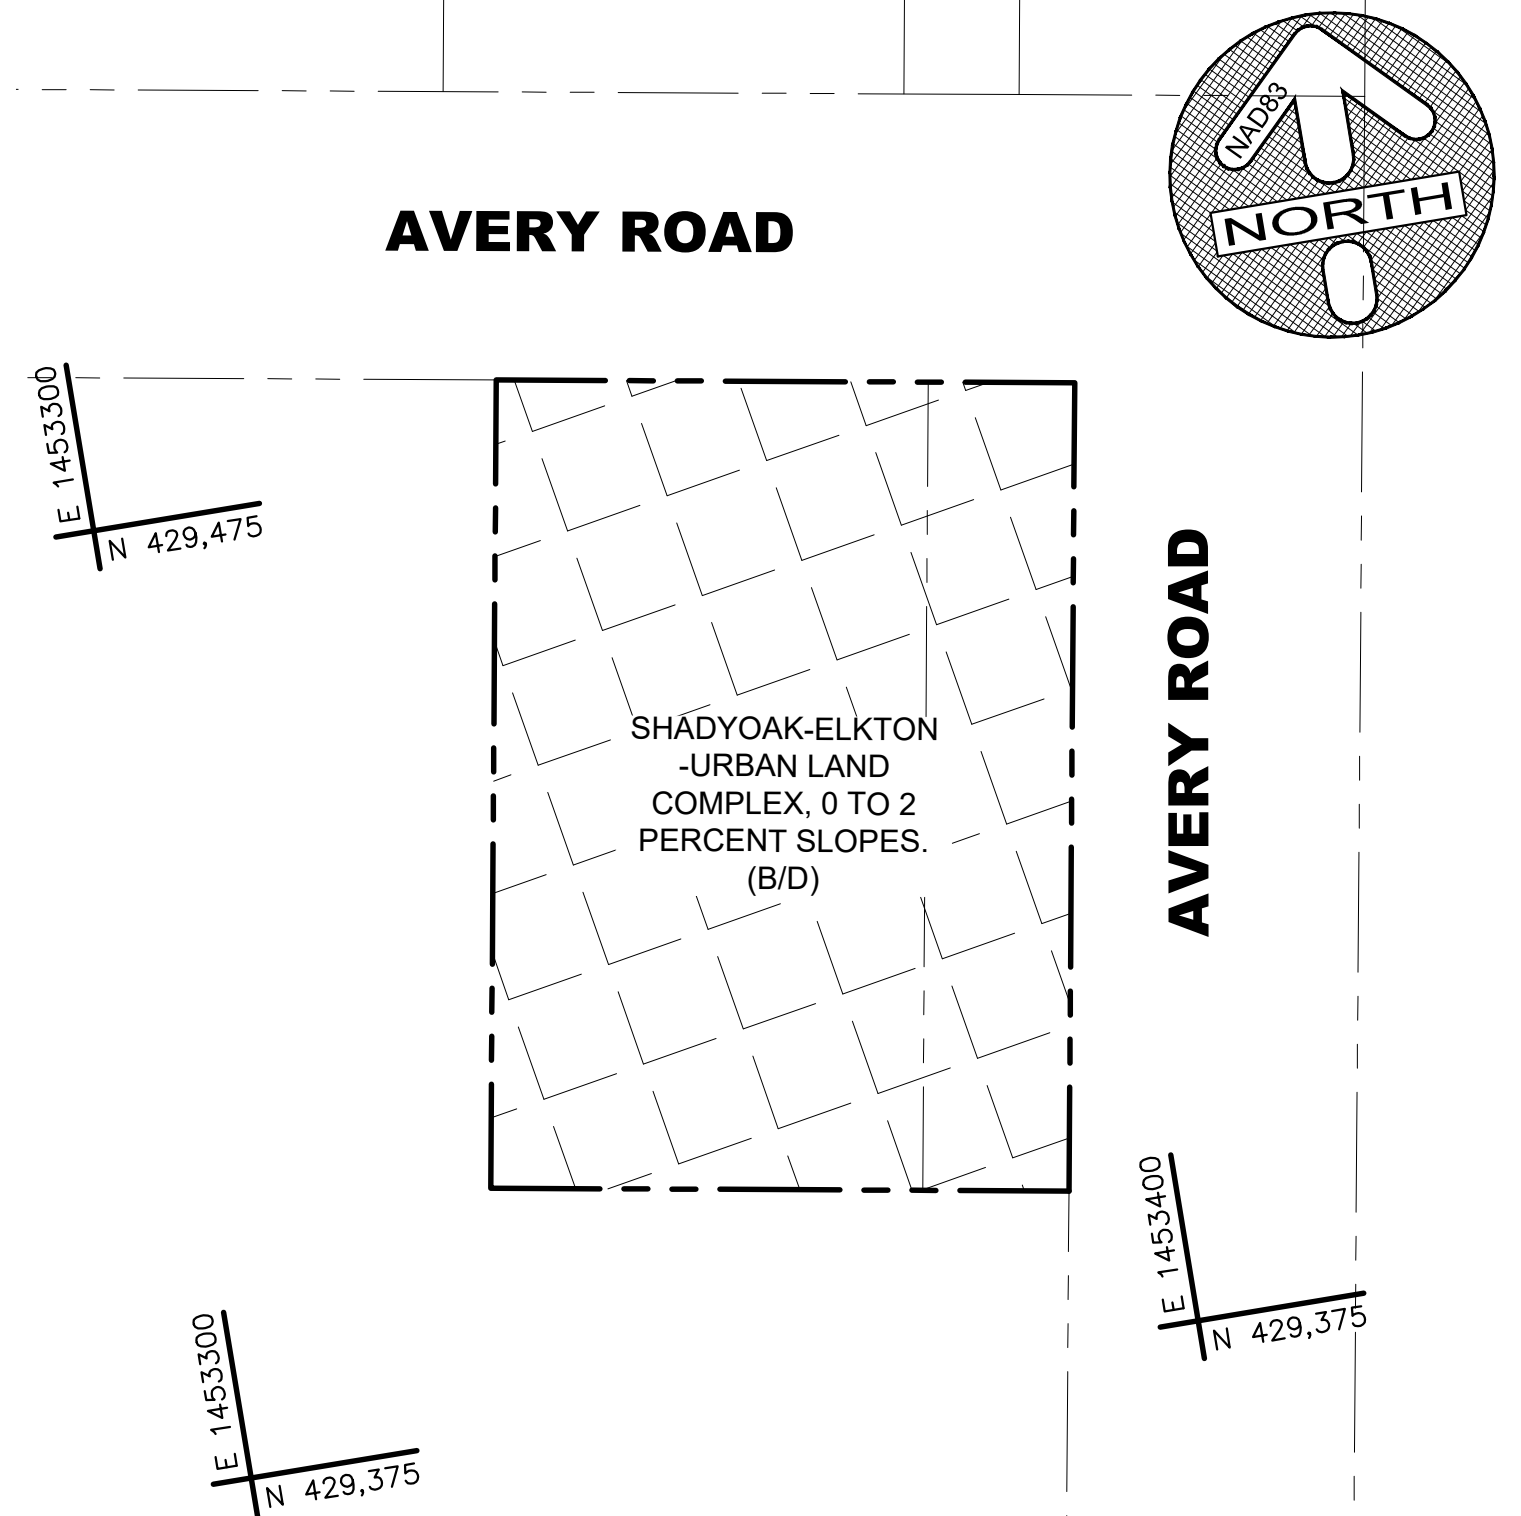 NAD83
NORTH
AVERY ROAD
E 1453300
N 429,475
AVERY ROAD
SHADYOAK-ELKTON
-URBAN LAND
COMPLEX, 0 TO 2
PERCENT SLOPES.
(B/D)
E 1453400
N 429,375
E 1453300
N 429,375